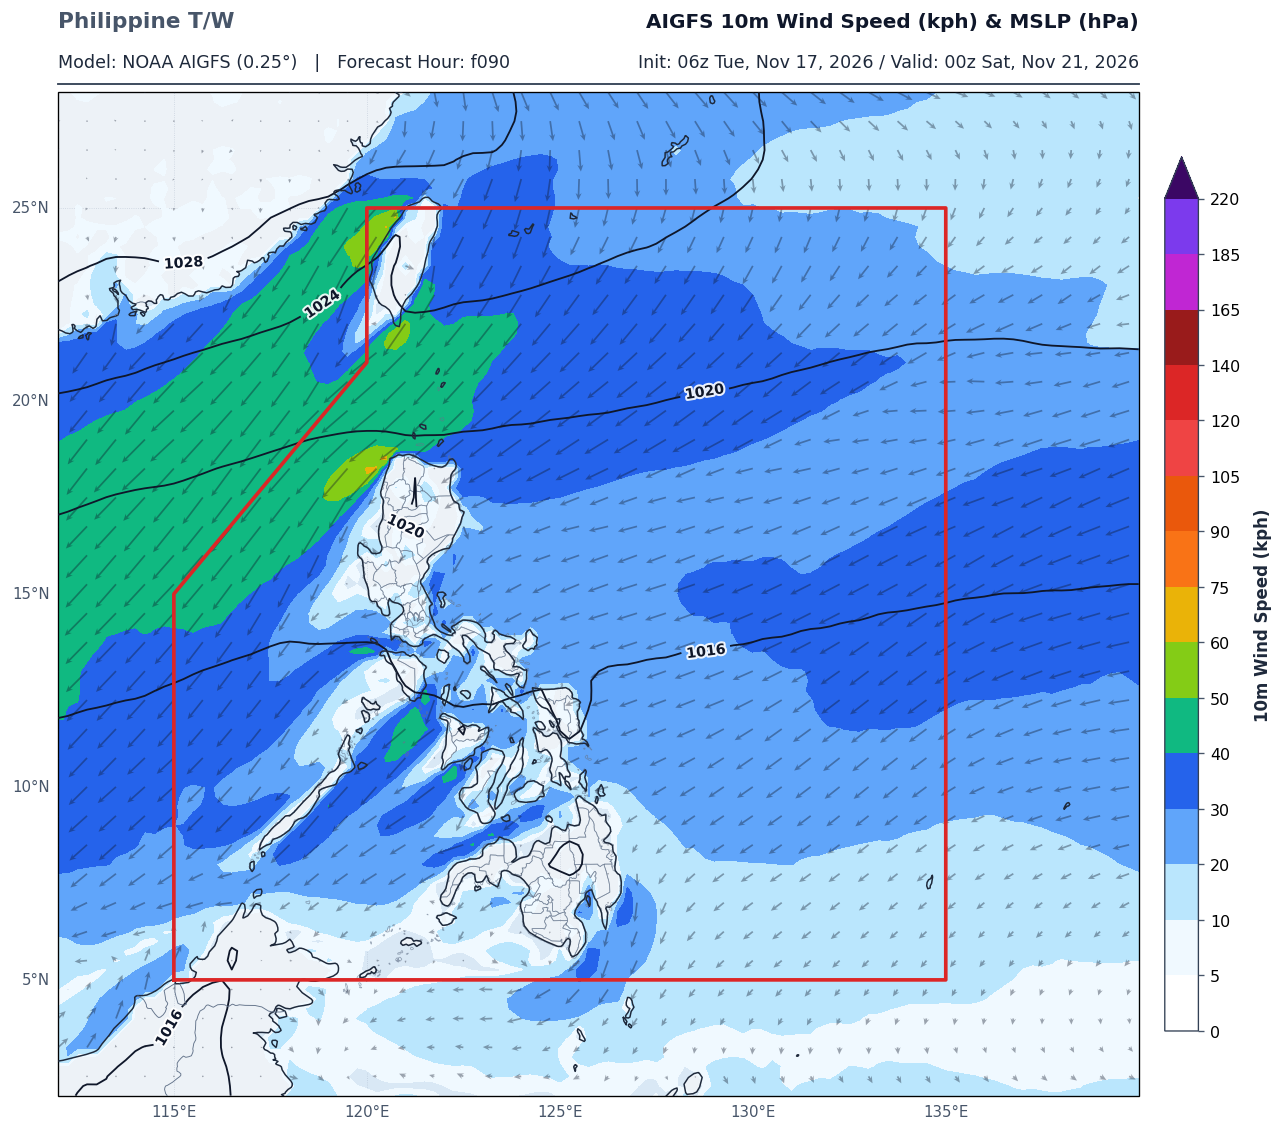 Philippine T/W
AIGFS 10m Wind Speed (kph) & MSLP (hPa)
Model: NOAA AIGFS (0.25°) | Forecast Hour: f090
Init: 06z Tue, Nov 17, 2026 / Valid: 00z Sat, Nov 21, 2026
25°N
20°N
15°N
10°N
5°N
115°E
120°E
125°E
130°E
135°E
1028
1024
1020
1020
1016
1016
220
185
165
140
120
105
90
75
60
50
40
30
20
10
5
0
10m Wind Speed (kph)